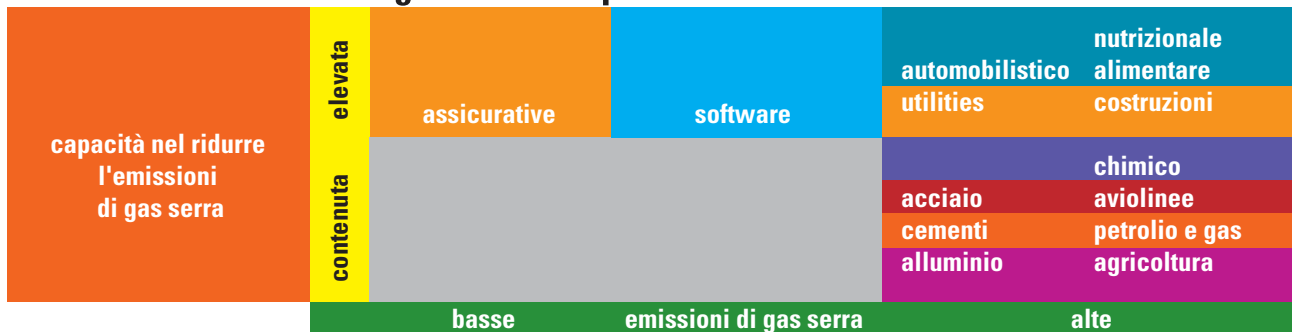 capacità nel ridurre
l'emissioni
di gas serra
elevata
contenuta
assicurative
software
nutrizionale
automobilistico alimentare
utilities costruzioni
chimico
acciaio aviolinee
cementi petrolio e gas
alluminio agricoltura
basse emissioni di gas serra alte